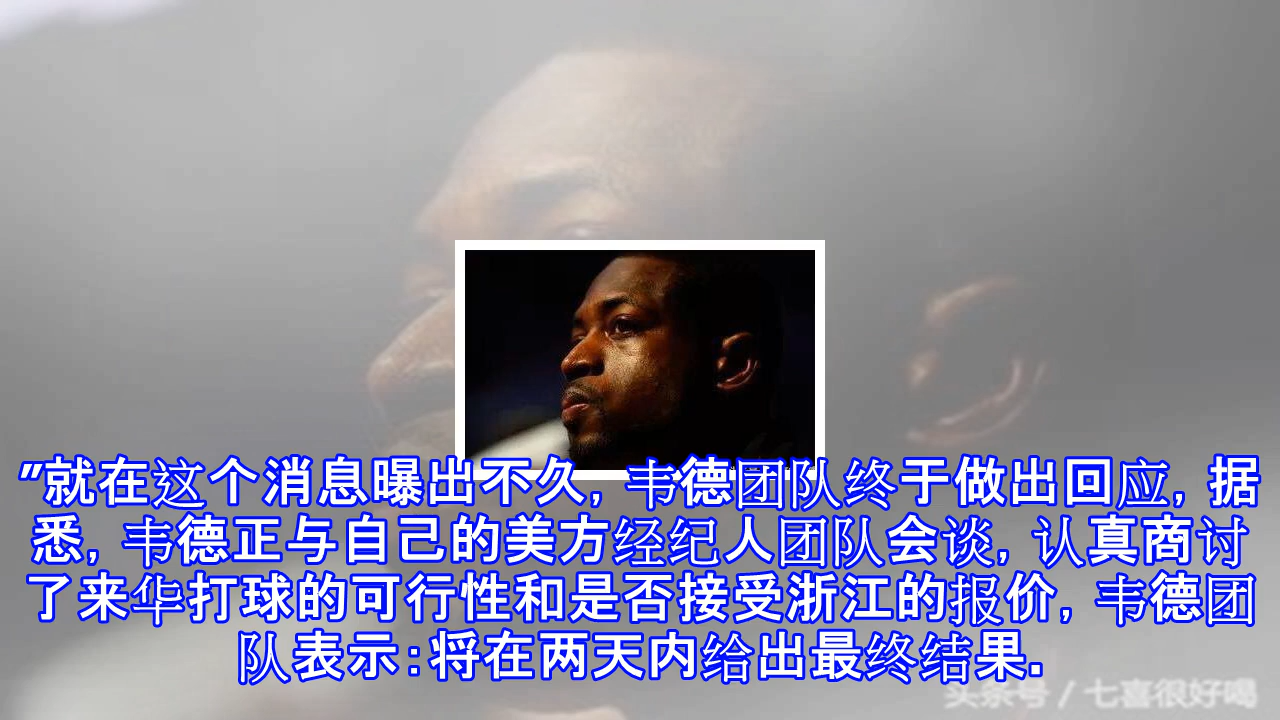 "就在这个消息曝出不久, 韦德团队终于做出回应, 据
悉, 韦德正与自己的美方经纪人团队会谈, 认真商讨
了来华打球的可行性和是否接受浙江的报价, 韦德团
队表示:将在两天内给出最终结果.
头条号 / 七喜很好喝